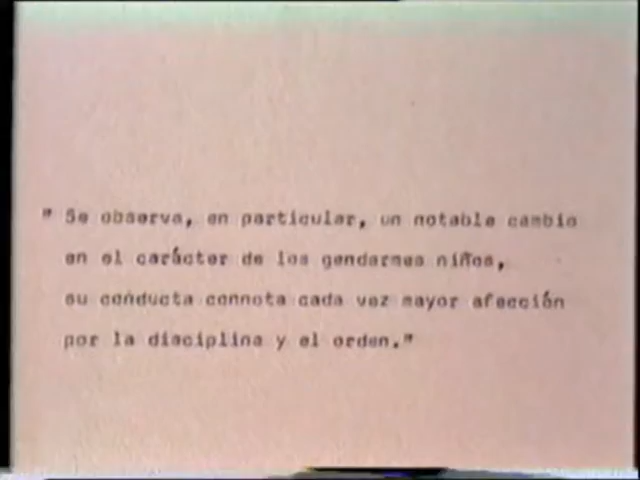 " Se observa, en particular, un notable cambio
en el carácter de los gendarmes niños,
su conducta connota cada vez mayor afección
por la disciplina y el orden."